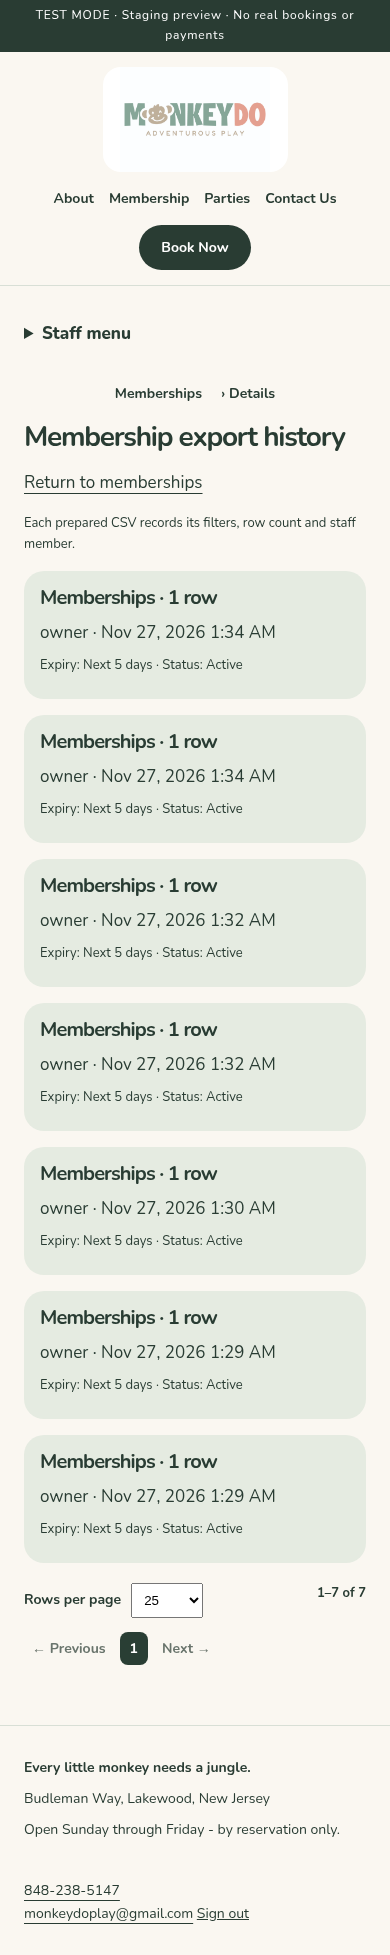 TEST MODE · Staging preview · No real bookings or
payments
MONKEYDO
ADVENTUROUS PLAY
About Membership Parties Contact Us
Book Now
▶ Staff menu
Memberships › Details
Membership export history
Return to memberships
Each prepared CSV records its filters, row count and staff
member.
Memberships · 1 row
owner · Nov 27, 2026 1:34 AM
Expiry: Next 5 days · Status: Active
Memberships · 1 row
owner · Nov 27, 2026 1:34 AM
Expiry: Next 5 days · Status: Active
Memberships · 1 row
owner · Nov 27, 2026 1:32 AM
Expiry: Next 5 days · Status: Active
Memberships · 1 row
owner · Nov 27, 2026 1:32 AM
Expiry: Next 5 days · Status: Active
Memberships · 1 row
owner · Nov 27, 2026 1:30 AM
Expiry: Next 5 days · Status: Active
Memberships · 1 row
owner · Nov 27, 2026 1:29 AM
Expiry: Next 5 days · Status: Active
Memberships · 1 row
owner · Nov 27, 2026 1:29 AM
Expiry: Next 5 days · Status: Active
Rows per page 25 1–7 of 7
← Previous 1 Next →
Every little monkey needs a jungle.
Budleman Way, Lakewood, New Jersey
Open Sunday through Friday - by reservation only.
848-238-5147
monkeydoplay@gmail.com Sign out